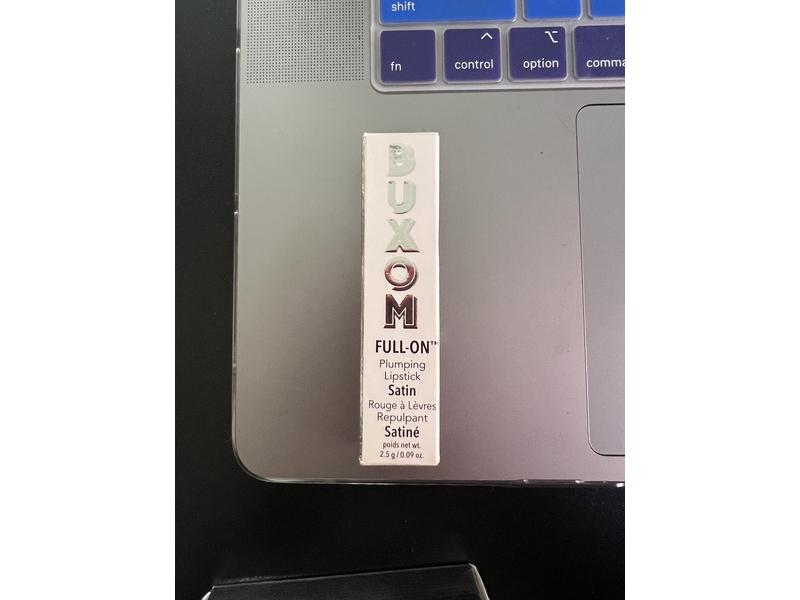 shift
fn
control
option
comma
BUXOM
FULL-ON™
Plumping
Lipstick
Satin
Rouge à Lèvres
Repulpant
Satiné
poids net wt.
2.5 g / 0.09 oz.